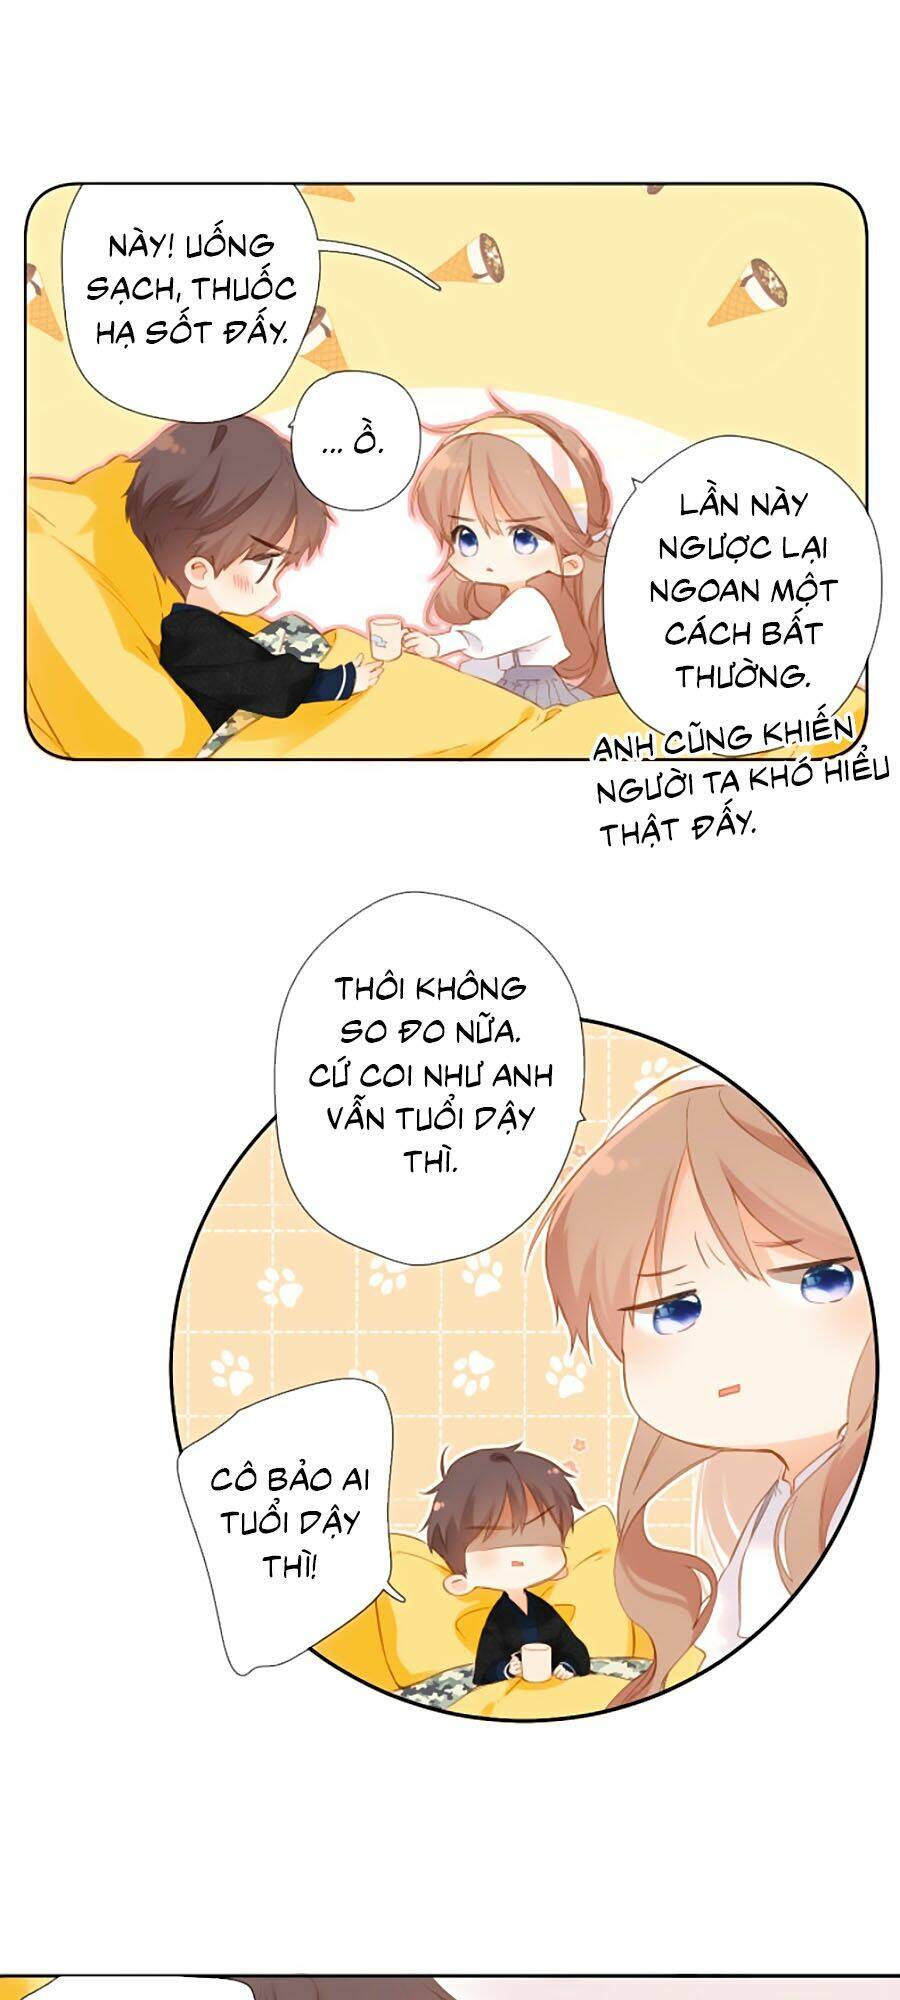 NÀY! UỐNG
SẠCH, THUỐC
HẠ SỐT ĐẤY.
... Ồ.
LẦN NÀY
NGƯỢC LẠI
NGOAN MỘT
CÁCH BẤT
THƯỜNG.
ANH CŨNG KHIẾN
NGƯỜI TA KHÓ HIỂU
THẬT ĐẤY.
THÔI KHÔNG
SO ĐO NỮA.
CỨ COI NHƯ ANH
VẪN TUỔI DẬY
THÌ.
CÔ BẢO AI
TUỔI DẬY
THÌ!